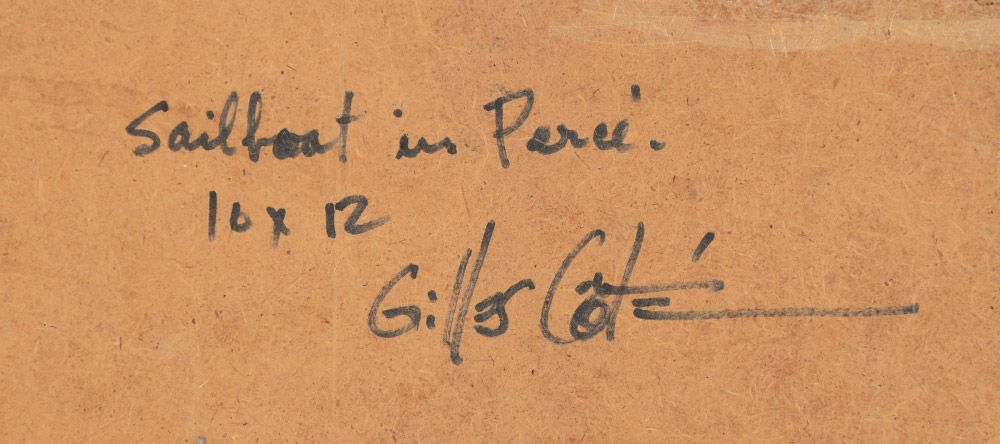 Sailboat in Percé.
10 x 12
Gilles Côté